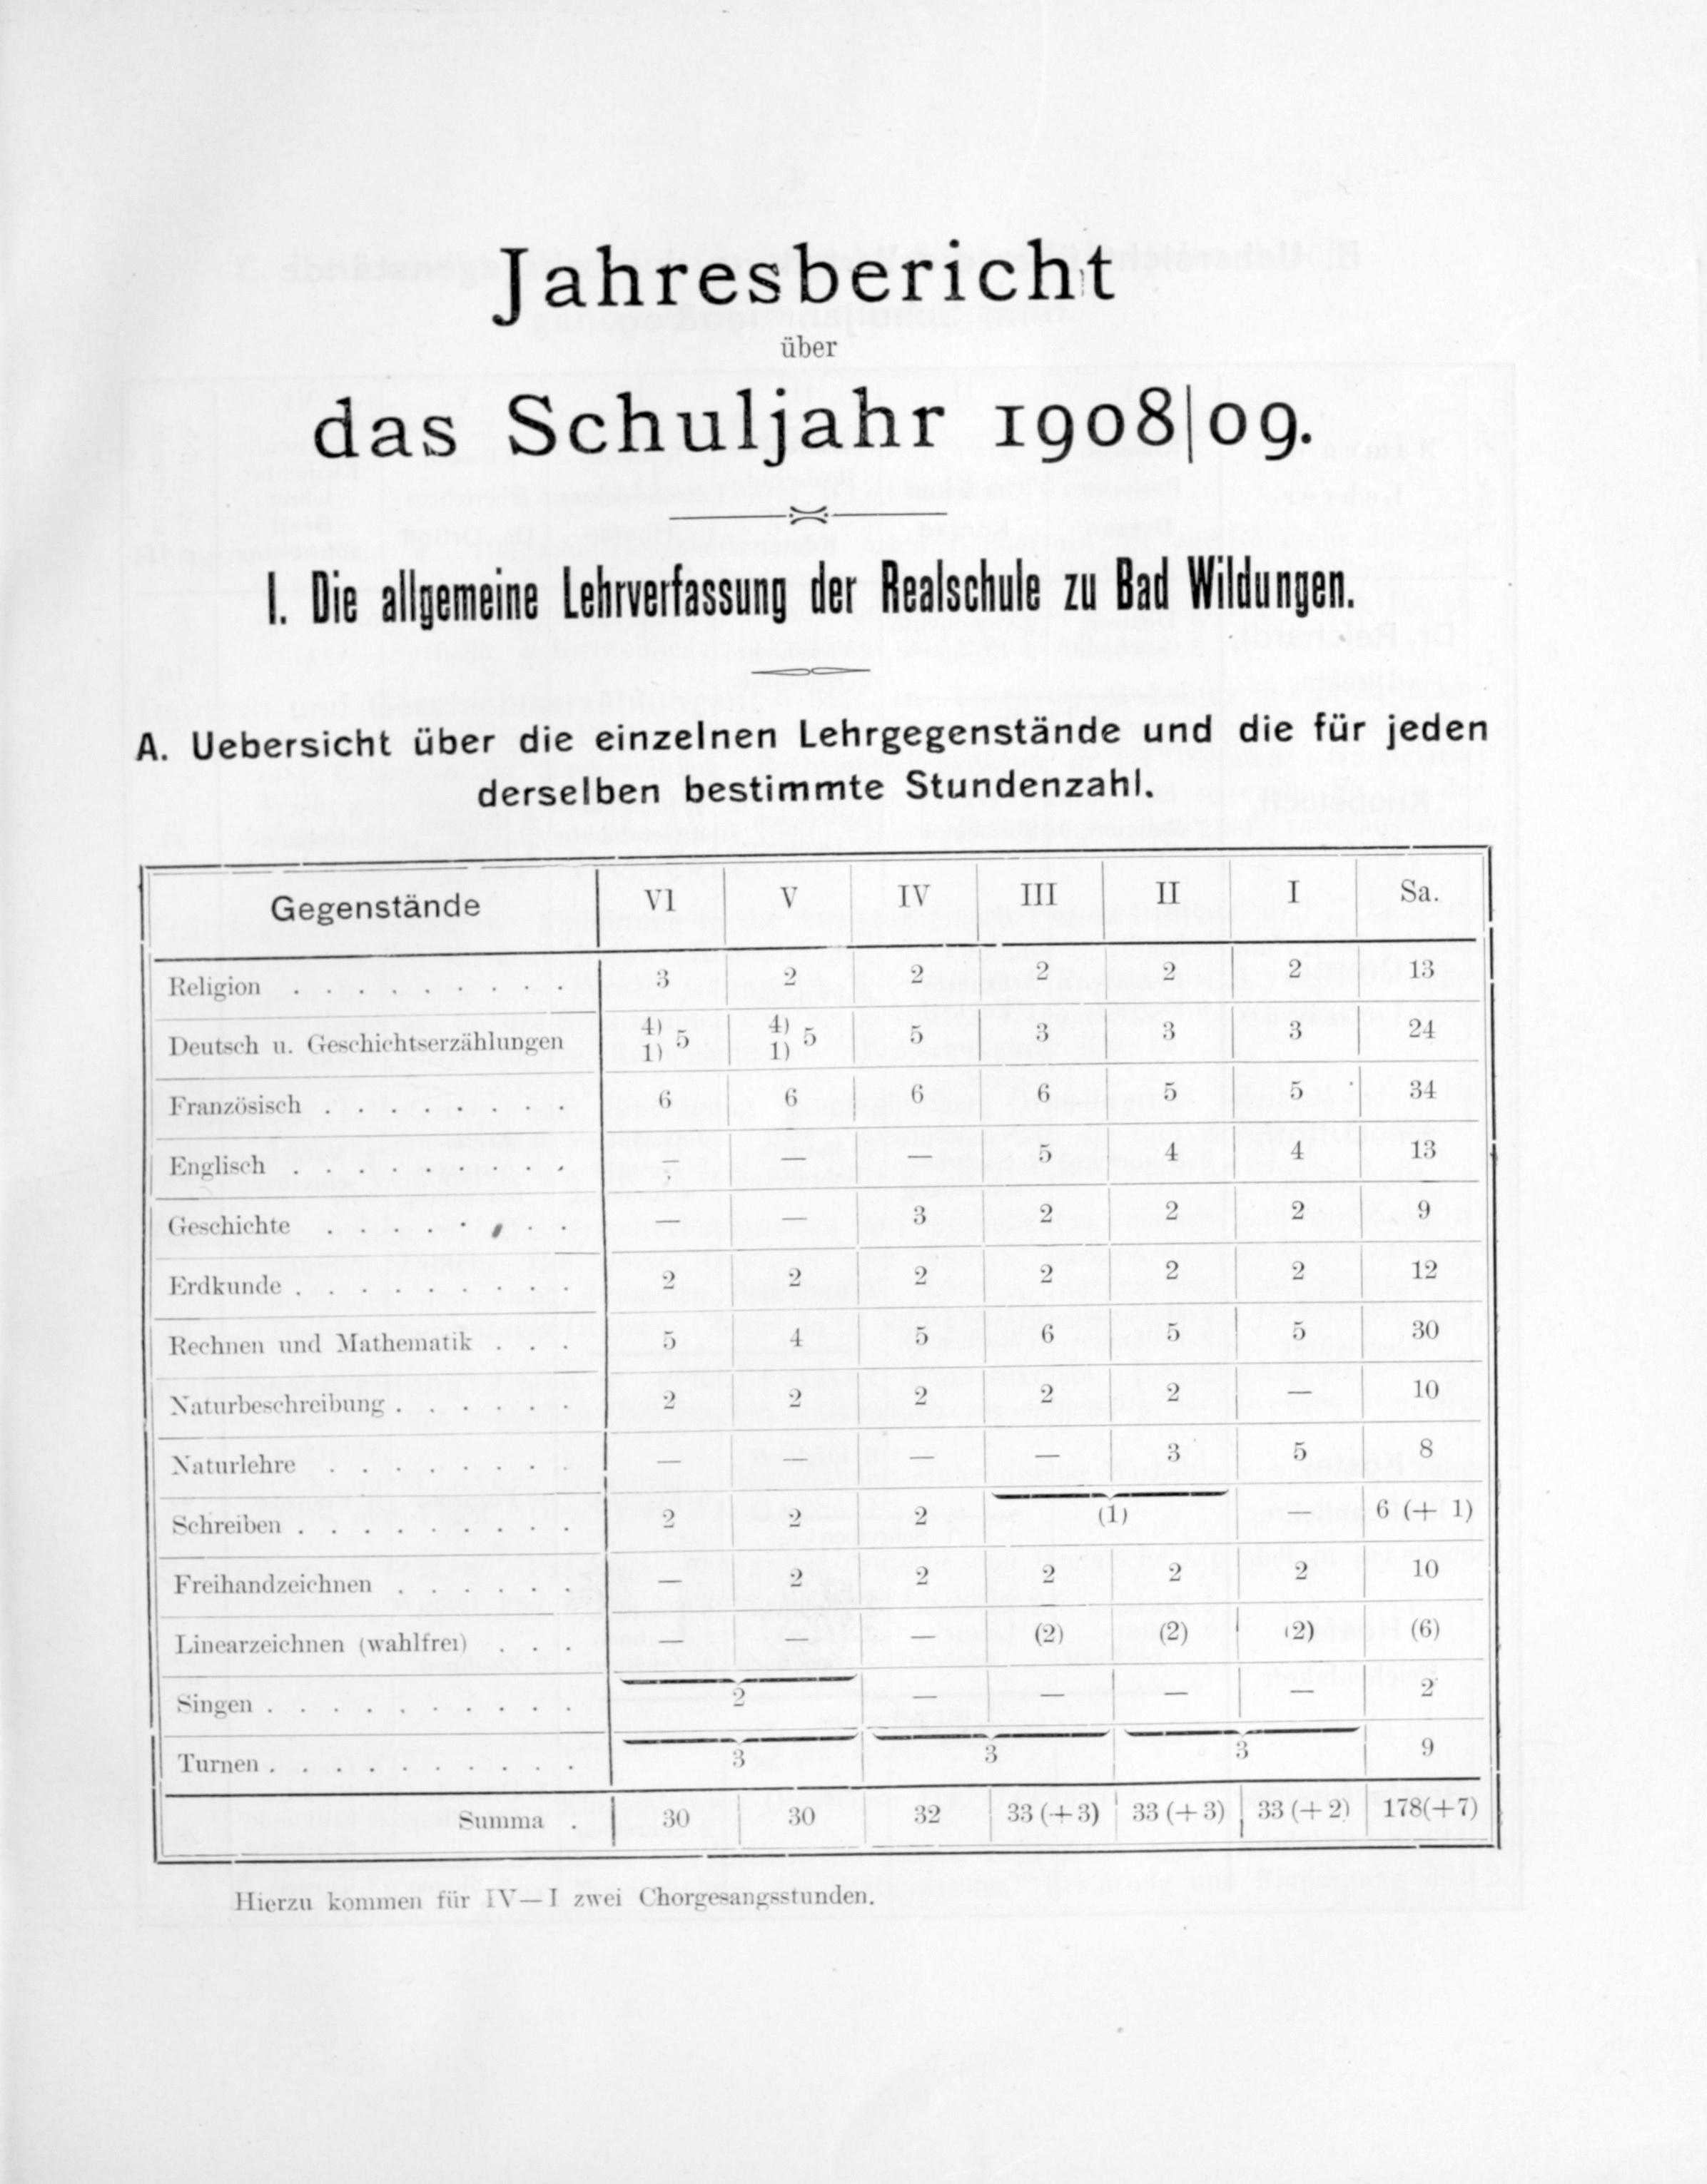 Jahresbericht
über
das Schuljahr 1908|09.
I. Die allgemeine Lehrverfassung der Realschule zu Bad Wildungen.
A. Uebersicht über die einzelnen Lehrgegenstände und die für jeden
derselben bestimmte Stundenzahl.
Gegenstände VI V IV III II I Sa.
Religion . . . . . . . . . 3 2 2 2 2 2 13
Deutsch u. Geschichtserzählungen 4) 1) 5 4) 1) 5 5 3 3 3 24
Französisch . . . . . . . . 6 6 6 6 5 5 34
Englisch . . . . . . . . . — — — 5 4 4 13
Geschichte . . . . . . . . — — 3 2 2 2 9
Erdkunde . . . . . . . . . 2 2 2 2 2 2 12
Rechnen und Mathematik . . . 5 4 5 6 5 5 30
Naturbeschreibung . . . . . . 2 2 2 2 2 — 10
Naturlehre . . . . . . . . — — — — 3 5 8
Schreiben . . . . . . . . . 2 2 2 (1) — 6 (+ 1)
Freihandzeichnen . . . . . . — 2 2 2 2 2 10
Linearzeichnen (wahlfrei) . . . — — — (2) (2) (2) (6)
Singen . . . . . . . . . . 2 — — — — 2
Turnen . . . . . . . . . . 3 3 3 9
Summa . 30 30 32 33 (+3) 33 (+3) 33 (+2) 178(+7)
Hierzu kommen für IV—I zwei Chorgesangsstunden.